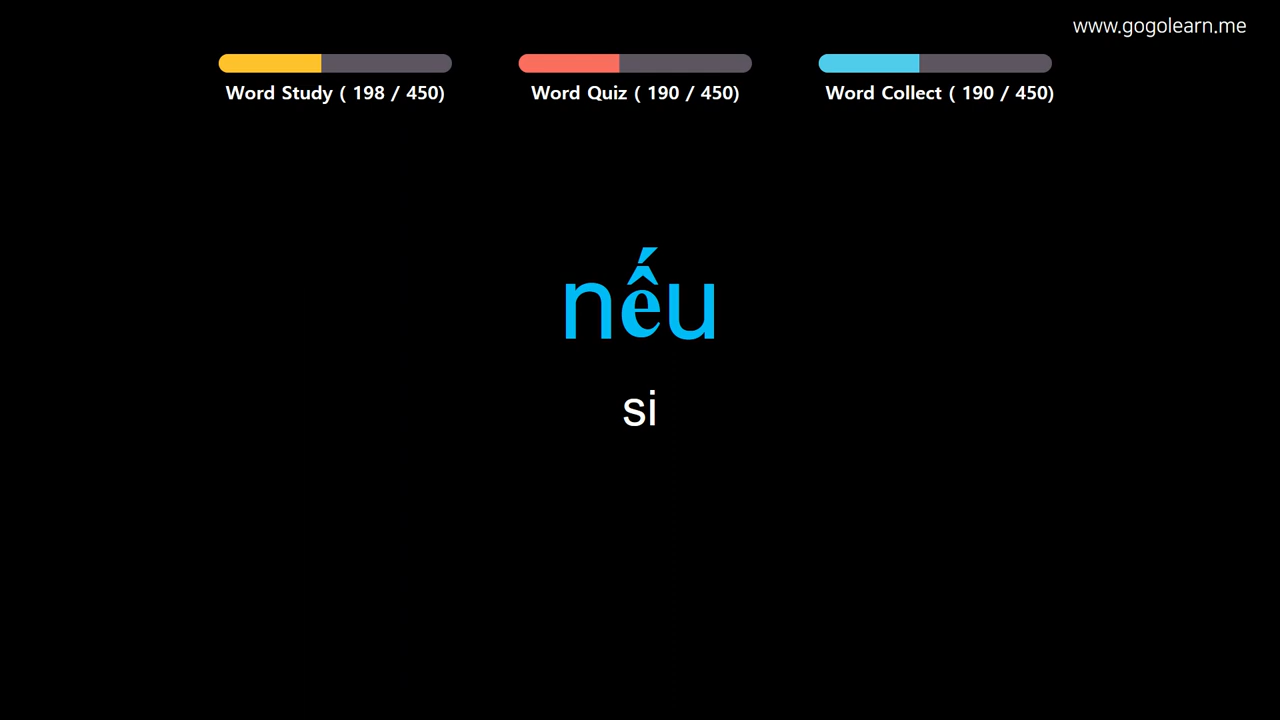 www.gogolearn.me
Word Study ( 198 / 450)
Word Quiz ( 190 / 450)
Word Collect ( 190 / 450)
nếu
si